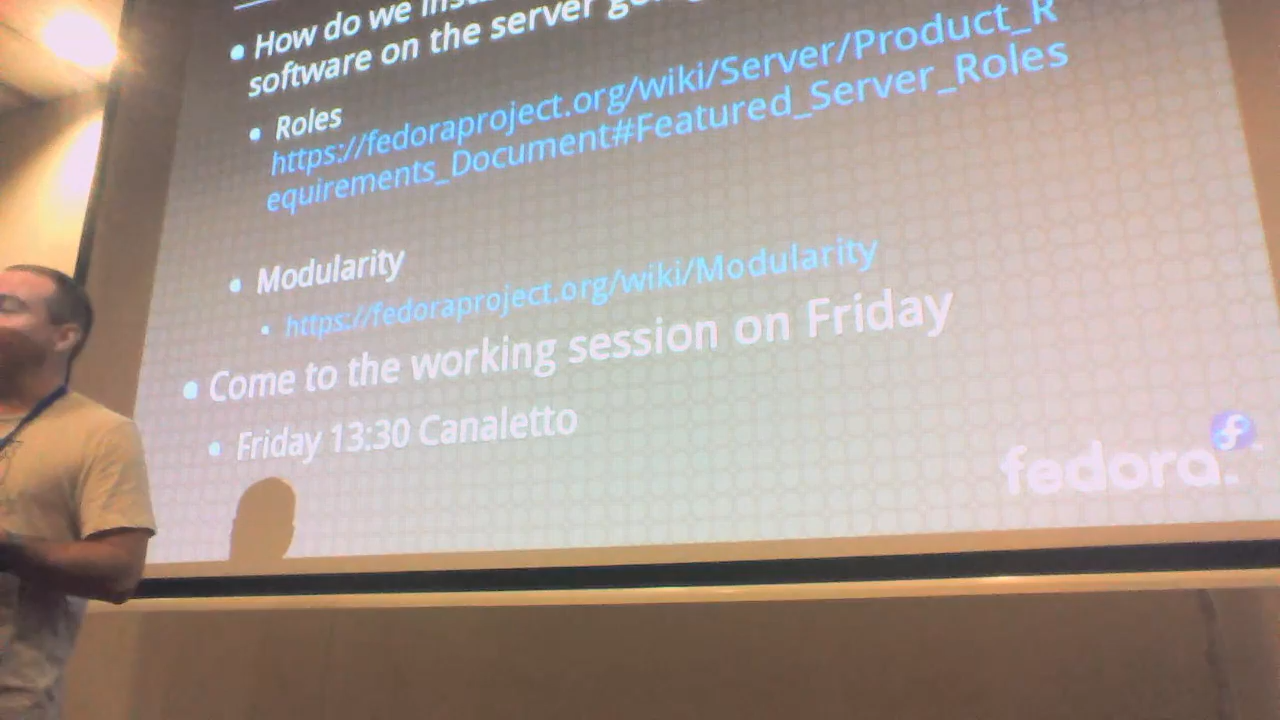 How do we
software on the server
Roles
https://fedoraproject.org/wiki/Server/Product_R
equirements_Document#Featured_Server_Roles
Modularity
https://fedoraproject.org/wiki/Modularity
Come to the working session on Friday
Friday 13:30 Canaletto
fedora